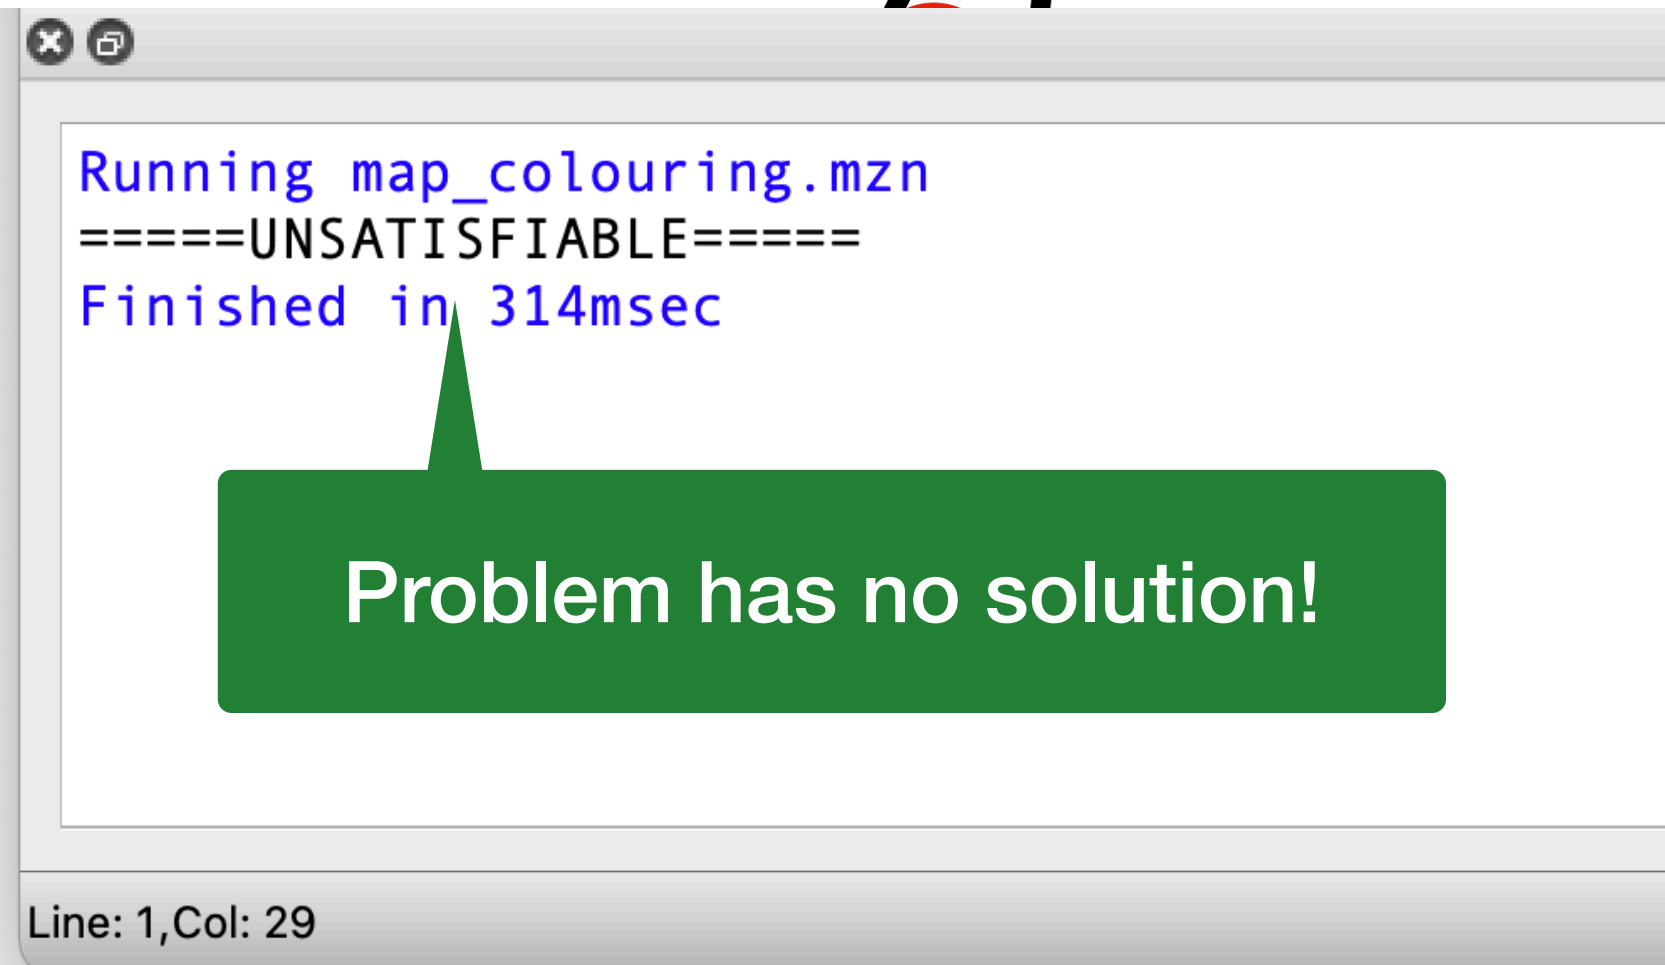 Running map_colouring.mzn
=====UNSATISFIABLE=====
Finished in 314msec
Problem has no solution!
Line: 1,Col: 29